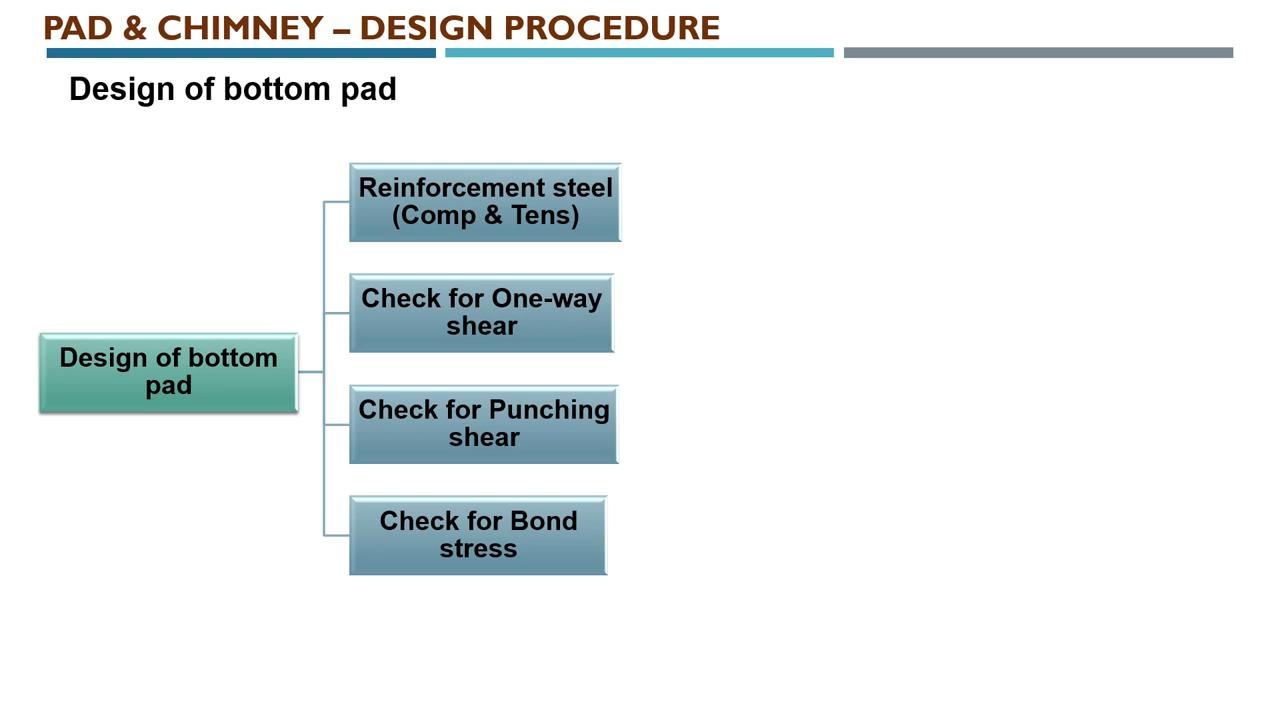 PAD & CHIMNEY – DESIGN PROCEDURE
Design of bottom pad
Reinforcement steel
(Comp & Tens)
Check for One-way
shear
Design of bottom
pad
Check for Punching
shear
Check for Bond
stress